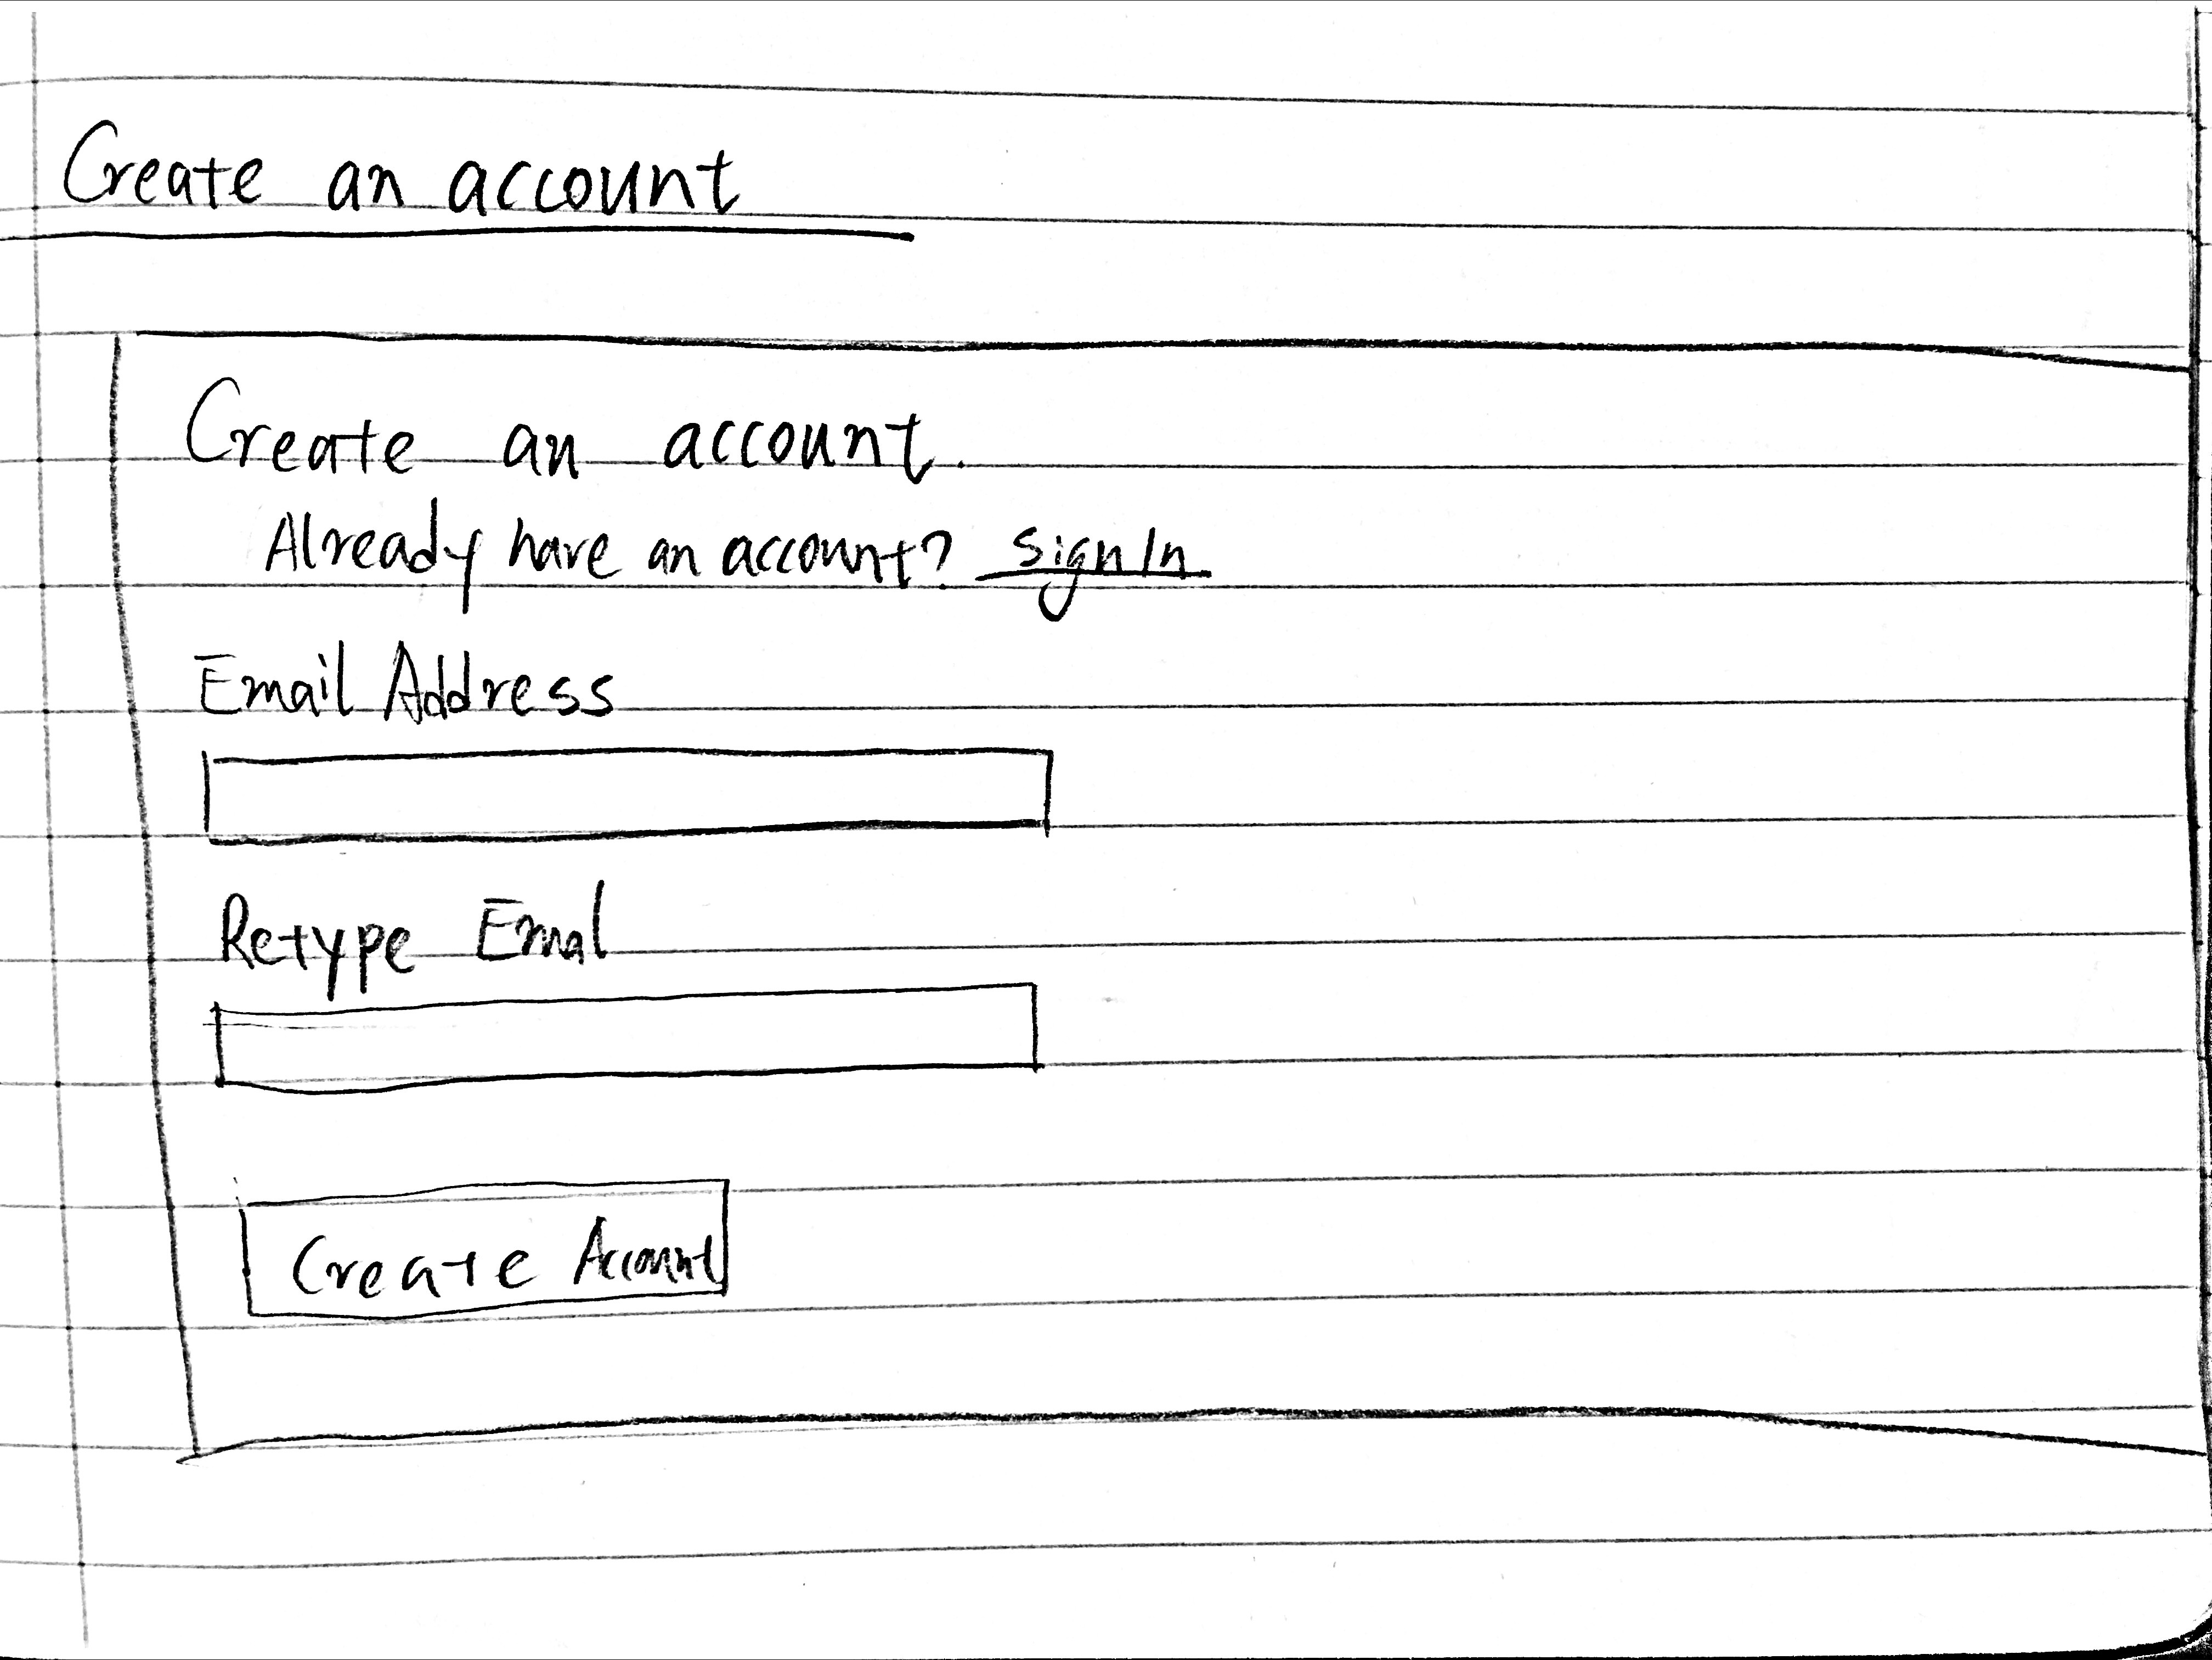 Create an account
Create an account.
Already have an account? sign In
Email Address
Retype Emal
Create Account